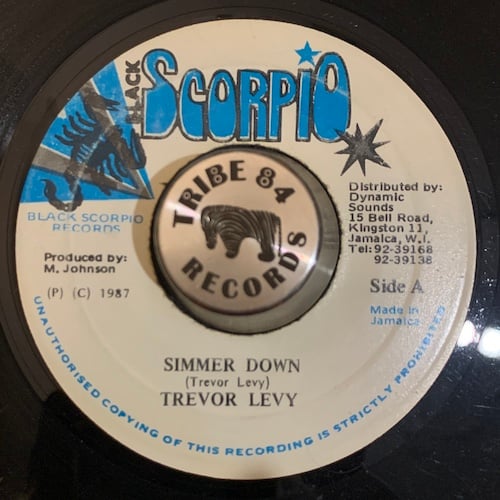 BLACK
SCORPIO
BLACK SCORPIO
RECORDS
Produced by:
M. Johnson
(P) (C) 1987
TRIBE 84
RECORDS
Distributed by:
Dynamic
Sounds
15 Bell Road,
Kingston 11,
Jamaica, W.I.
Tel:92-39168
92-39138
Side A
Made in
Jamaica
SIMMER DOWN
(Trevor Levy)
TREVOR LEVY
UNAUTHORISED COPYING OF THIS RECORDING IS STRICTLY PROHIBITED